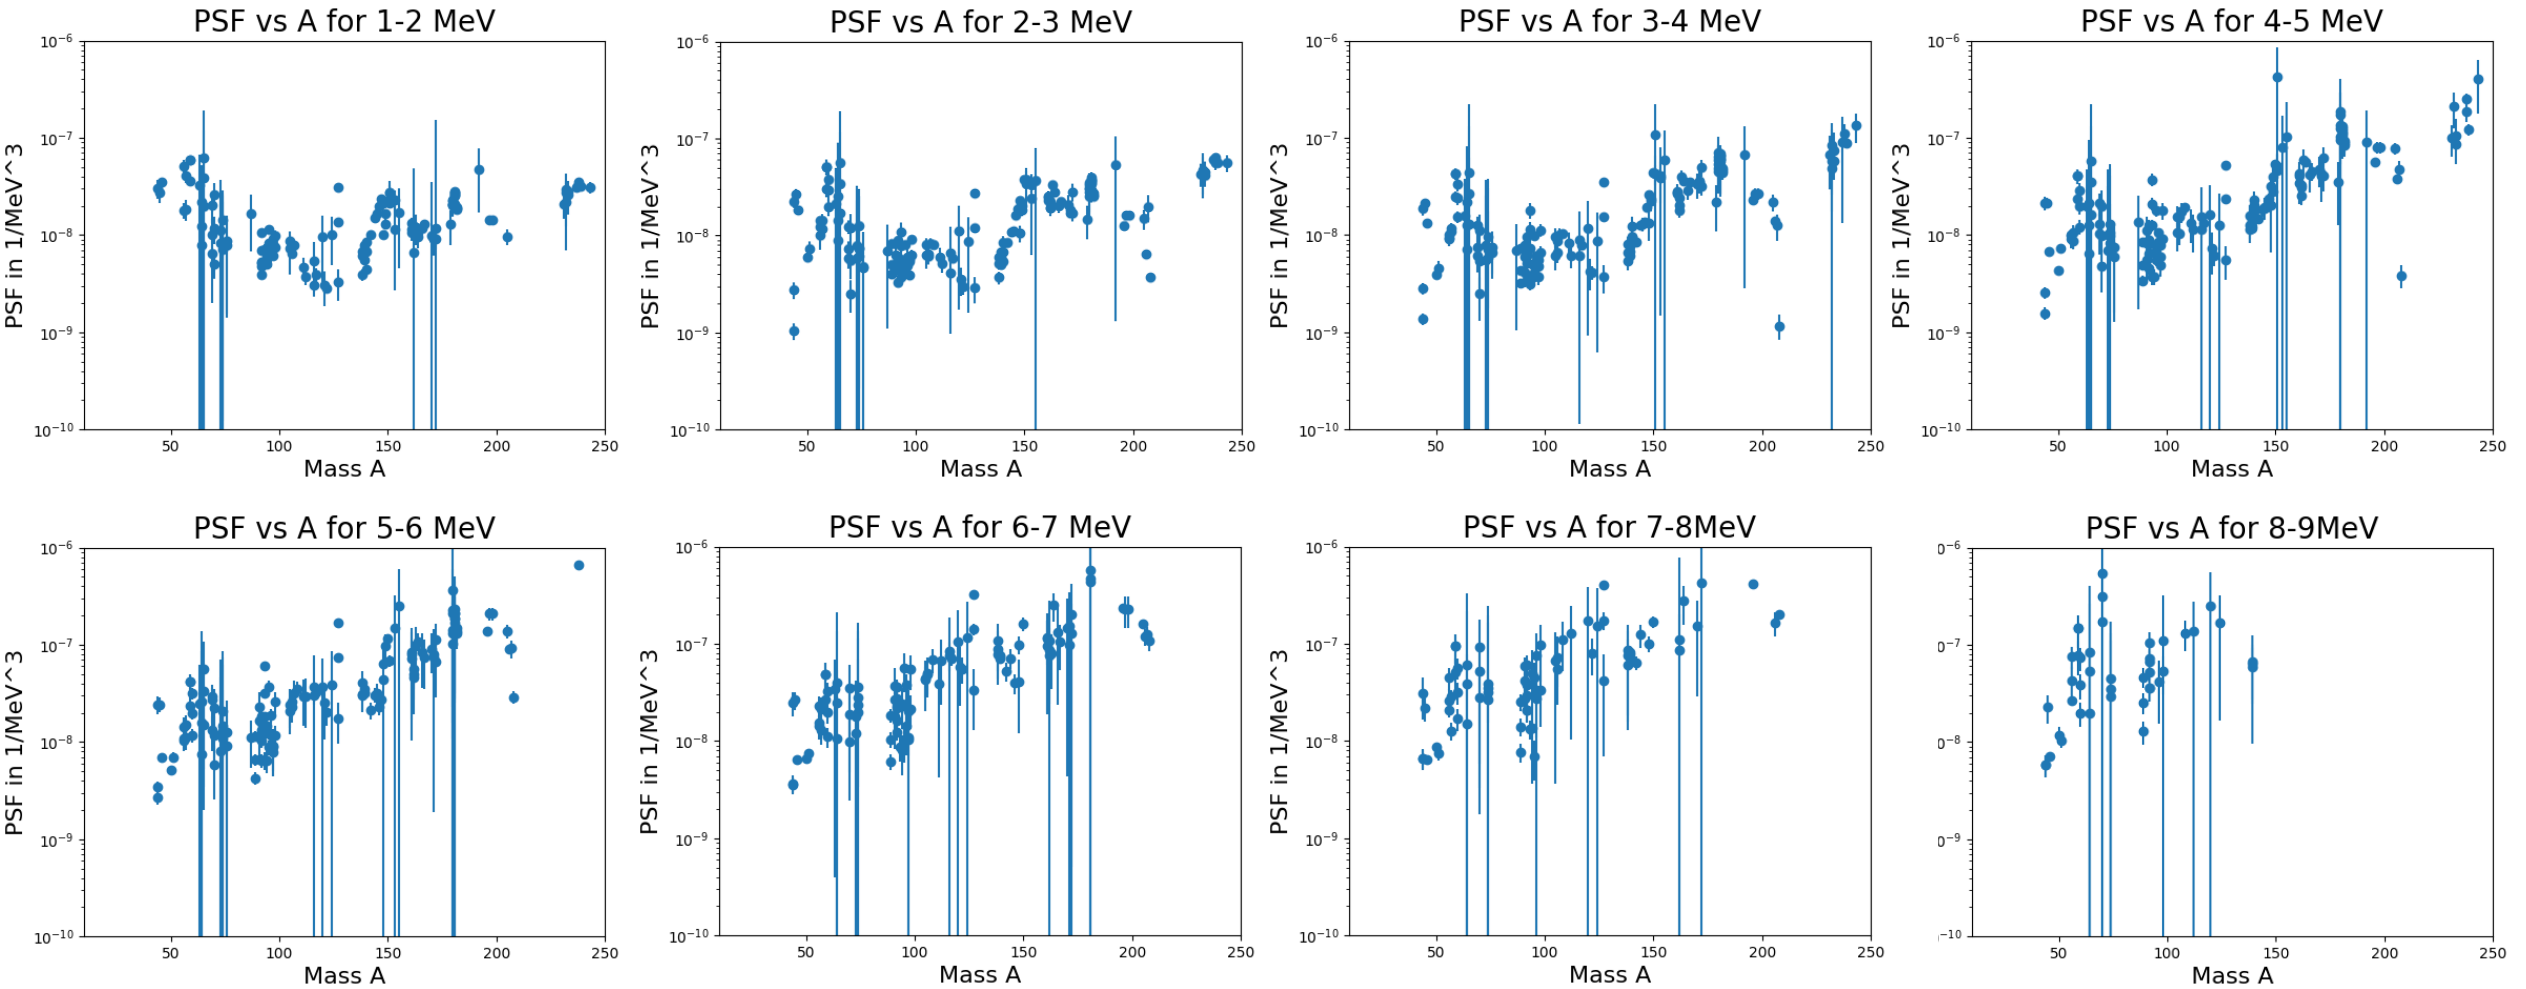 PSF vs A for 1-2 MeV
PSF in 1/MeV^3
10⁻⁶
10⁻⁷
10⁻⁸
10⁻⁹
10⁻¹⁰
50 100 150 200 250
Mass A
PSF vs A for 2-3 MeV
PSF in 1/MeV^3
10⁻⁶
10⁻⁷
10⁻⁸
10⁻⁹
10⁻¹⁰
50 100 150 200 250
Mass A
PSF vs A for 3-4 MeV
PSF in 1/MeV^3
10⁻⁶
10⁻⁷
10⁻⁸
10⁻⁹
10⁻¹⁰
50 100 150 200 250
Mass A
PSF vs A for 4-5 MeV
PSF in 1/MeV^3
10⁻⁶
10⁻⁷
10⁻⁸
10⁻⁹
10⁻¹⁰
50 100 150 200 250
Mass A
PSF vs A for 5-6 MeV
PSF in 1/MeV^3
10⁻⁶
10⁻⁷
10⁻⁸
10⁻⁹
10⁻¹⁰
50 100 150 200 250
Mass A
PSF vs A for 6-7 MeV
PSF in 1/MeV^3
10⁻⁶
10⁻⁷
10⁻⁸
10⁻⁹
10⁻¹⁰
50 100 150 200 250
Mass A
PSF vs A for 7-8MeV
PSF in 1/MeV^3
10⁻⁶
10⁻⁷
10⁻⁸
10⁻⁹
10⁻¹⁰
50 100 150 200 250
Mass A
PSF vs A for 8-9MeV
0⁻⁶
0⁻⁷
0⁻⁸
0⁻⁹
⁻¹⁰
50 100 150 200 250
Mass A